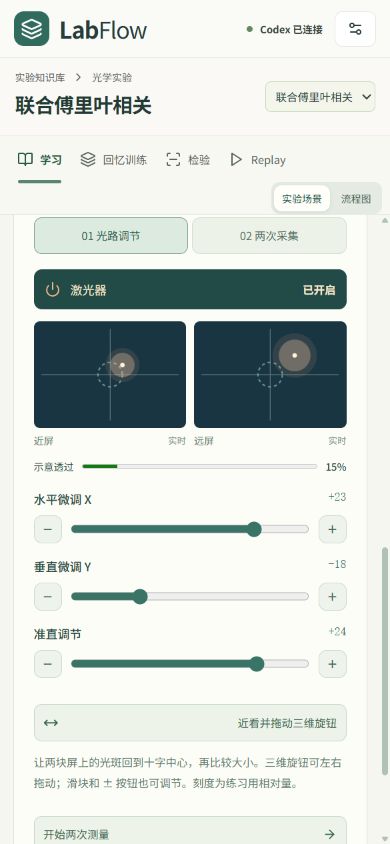 LabFlow
Codex 已连接
实验知识库 > 光学实验
联合傅里叶相关
联合傅里叶相关
学习 回忆训练 检验 Replay
实验场景 流程图
01 光路调节 02 两次采集
激光器 已开启
近屏 实时 远屏 实时
示意透过 15%
水平微调 X +23
− +
垂直微调 Y −18
− +
准直调节 +24
− +
近看并拖动三维旋钮
让两块屏上的光斑回到十字中心，再比较大小。三维旋钮可左右
拖动；滑块和 ± 按钮也可调节。刻度为练习用相对量。
开始两次测量